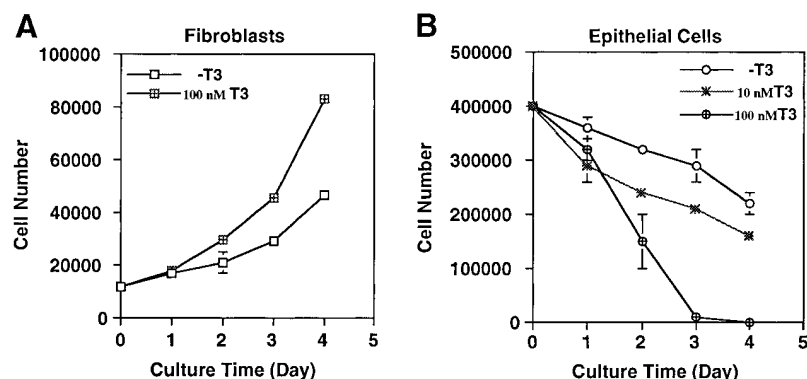 A
Fibroblasts
100000
80000
60000
40000
20000
0
-T3
100 nM T3
Cell Number
0 1 2 3 4 5
Culture Time (Day)
B
Epithelial Cells
500000
400000
300000
200000
100000
0
-T3
10 nMT3
100 nMT3
Cell Number
0 1 2 3 4 5
Culture Time (Day)